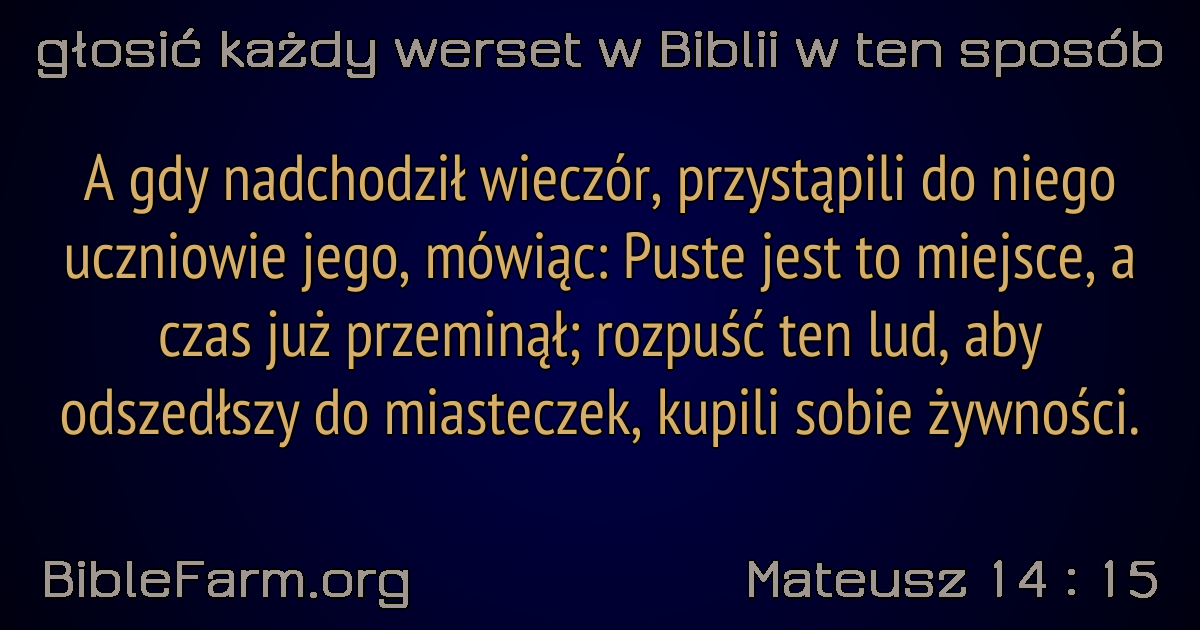 głosić każdy werset w Biblii w ten sposób
A gdy nadchodził wieczór, przystąpili do niego
uczniowie jego, mówiąc: Puste jest to miejsce, a
czas już przeminął; rozpuść ten lud, aby
odszedłszy do miasteczek, kupili sobie żywności.
BibleFarm.org
Mateusz 14 : 15